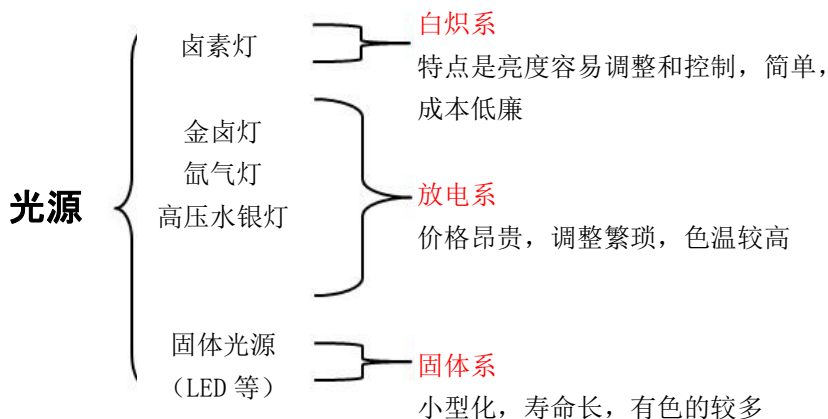 光源
卤素灯
白炽系
特点是亮度容易调整和控制，简单，
成本低廉
金卤灯
氙气灯
高压水银灯
放电系
价格昂贵，调整繁琐，色温较高
固体光源
（LED 等）
固体系
小型化，寿命长，有色的较多